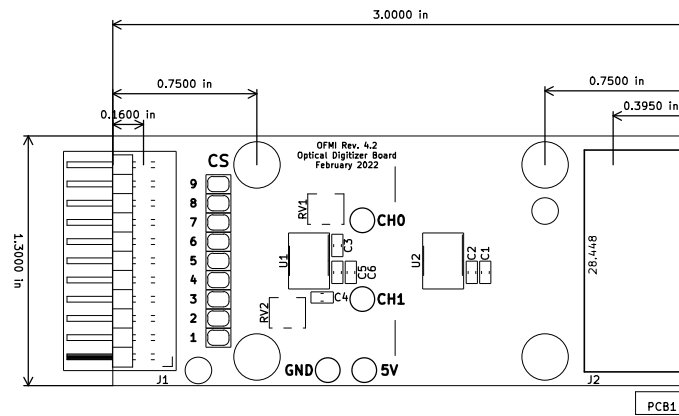 3.0000 in
0.7500 in
0.7500 in
0.1600 in
0.3950 in
OFMI Rev. 4.2
Optical Digitizer Board
February 2022
CS
9
8
7
6
5
4
3
2
1
1.3000 in
RV1
CH0
U1
C3
C5
C6
C4
RV2
CH1
U2
C2
C1
28.448
GND
5V
J1
J2
PCB1